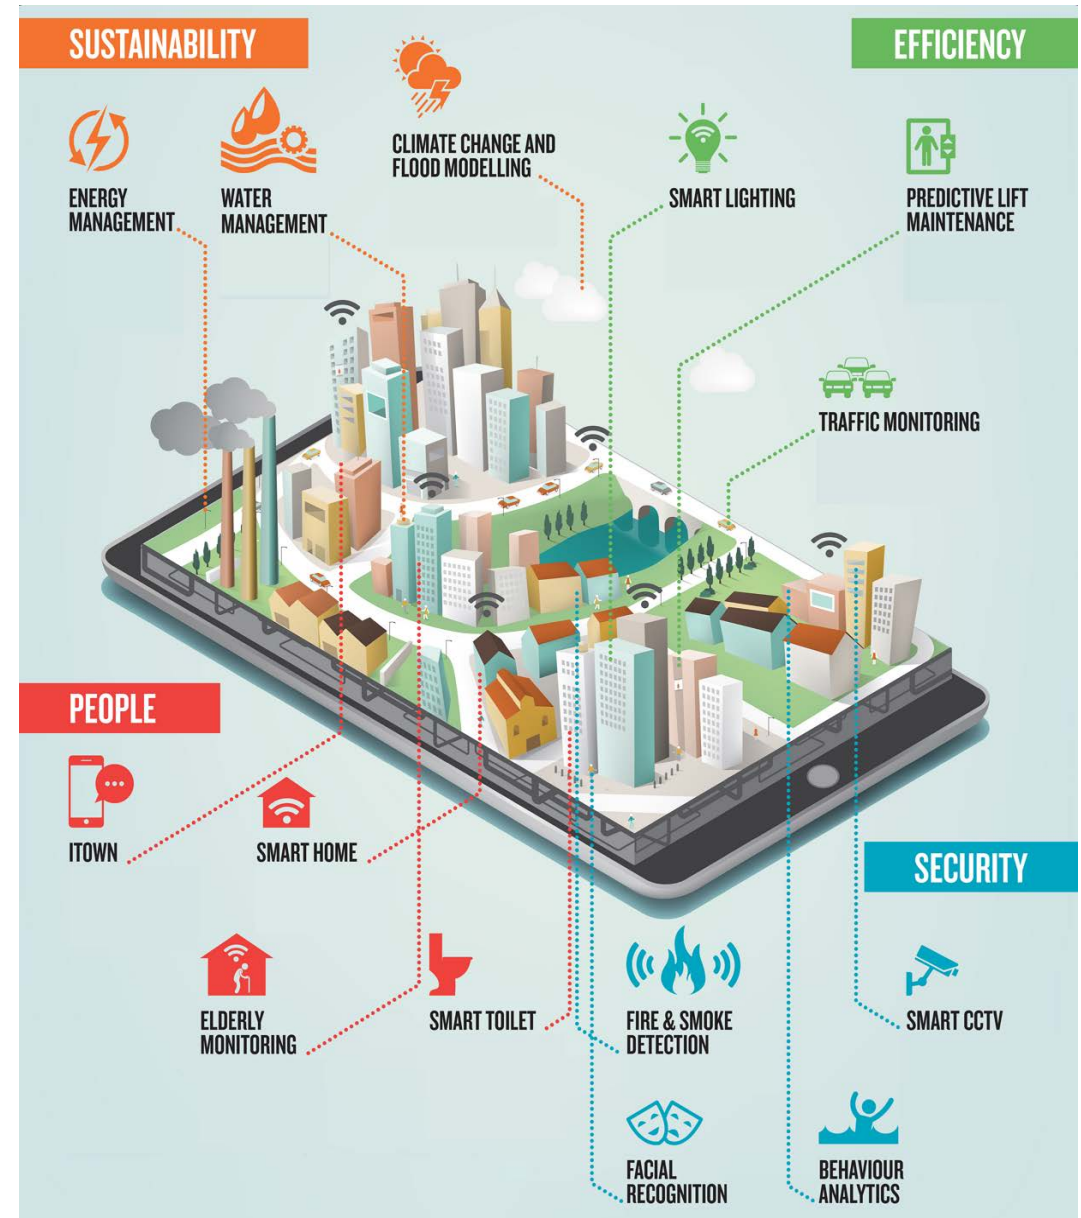 SUSTAINABILITY
EFFICIENCY
ENERGY
MANAGEMENT
WATER
MANAGEMENT
CLIMATE CHANGE AND
FLOOD MODELLING
SMART LIGHTING
PREDICTIVE LIFT
MAINTENANCE
TRAFFIC MONITORING
PEOPLE
ITOWN
SMART HOME
SECURITY
ELDERLY
MONITORING
SMART TOILET
FIRE & SMOKE
DETECTION
SMART CCTV
FACIAL
RECOGNITION
BEHAVIOUR
ANALYTICS